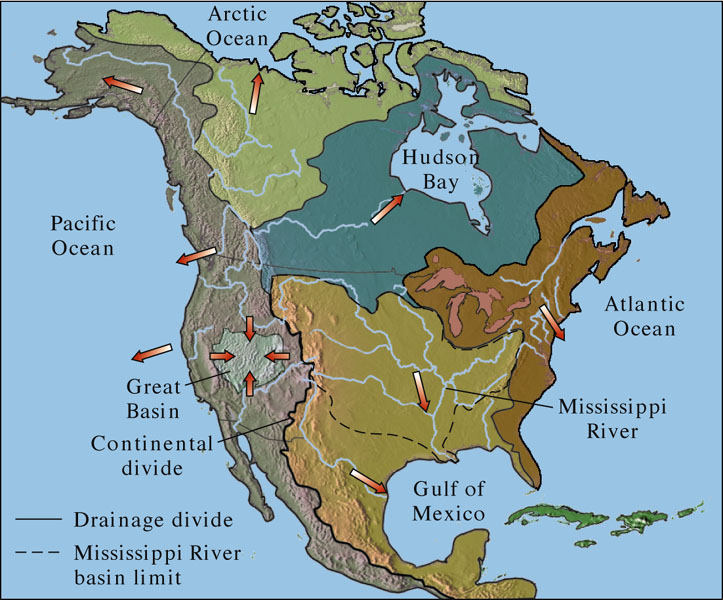 Arctic
Ocean
Hudson
Bay
Pacific
Ocean
Atlantic
Ocean
Great
Basin
Mississippi
River
Continental
divide
Gulf of
Mexico
Drainage divide
Mississippi River
basin limit